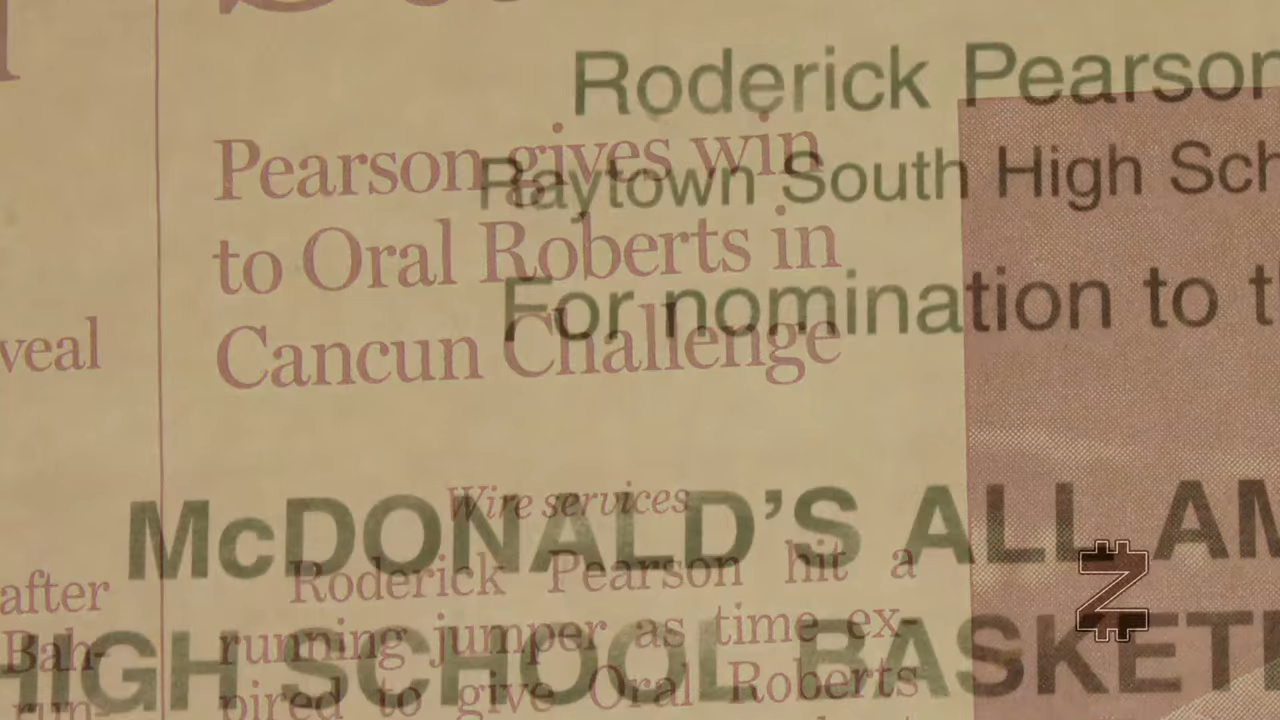 Roderick Pearson
Raytown South High Sch
For nomination to t
McDONALD'S ALL AM
HIGH SCHOOL BASKET
Pearson gives win
to Oral Roberts in
Cancun Challenge
Wire services
Roderick Pearson hit a
running jumper as time ex-
pired to give Oral Roberts
veal
after
Bah-
run-
Z